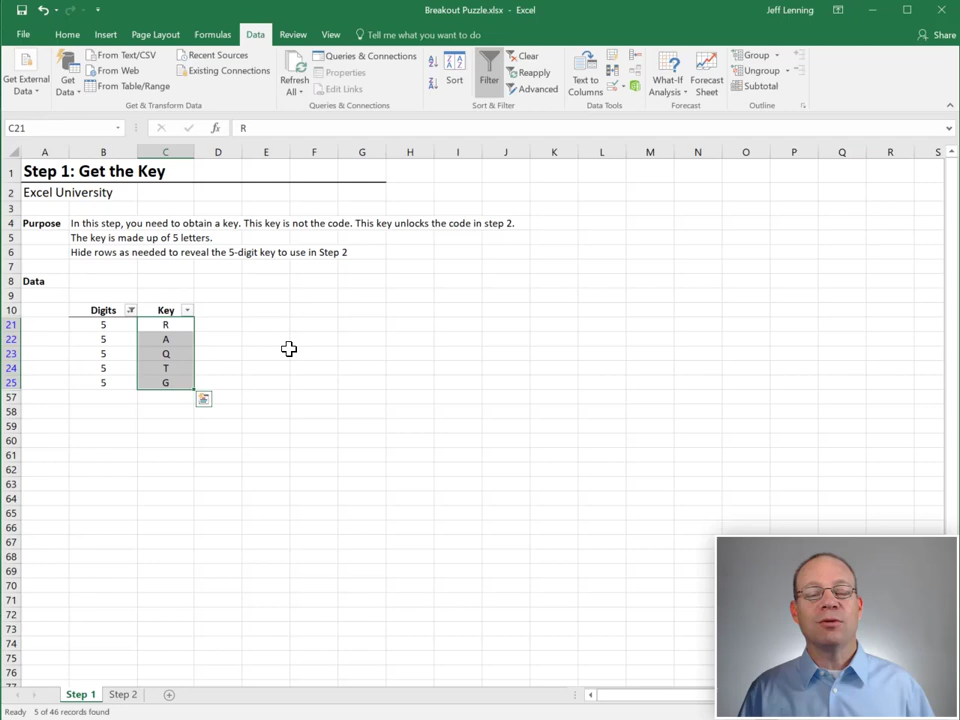 Breakout Puzzle.xlsx - Excel
Jeff Lenning
File Home Insert Page Layout Formulas Data Review View Tell me what you want to do Share
Get External Data
Get Data
From Text/CSV
From Web
From Table/Range
Recent Sources
Existing Connections
Get & Transform Data
Refresh All
Queries & Connections
Properties
Edit Links
Queries & Connections
Sort
Filter
Clear
Reapply
Advanced
Sort & Filter
Text to Columns
Data Tools
What-If Analysis
Forecast Sheet
Forecast
Group
Ungroup
Subtotal
Outline
C21 fx R
A B C D E F G H I J K L M N O P Q R S
1 Step 1: Get the Key
2 Excel University
3
4 Purpose In this step, you need to obtain a key. This key is not the code. This key unlocks the code in step 2.
5 The key is made up of 5 letters.
6 Hide rows as needed to reveal the 5-digit key to use in Step 2
7
8 Data
9
10 Digits Key
21 5 R
22 5 A
23 5 Q
24 5 T
25 5 G
57
58
59
60
61
62
63
64
65
66
67
68
69
70
71
72
73
74
75
76
77
Step 1 Step 2
Ready 5 of 46 records found